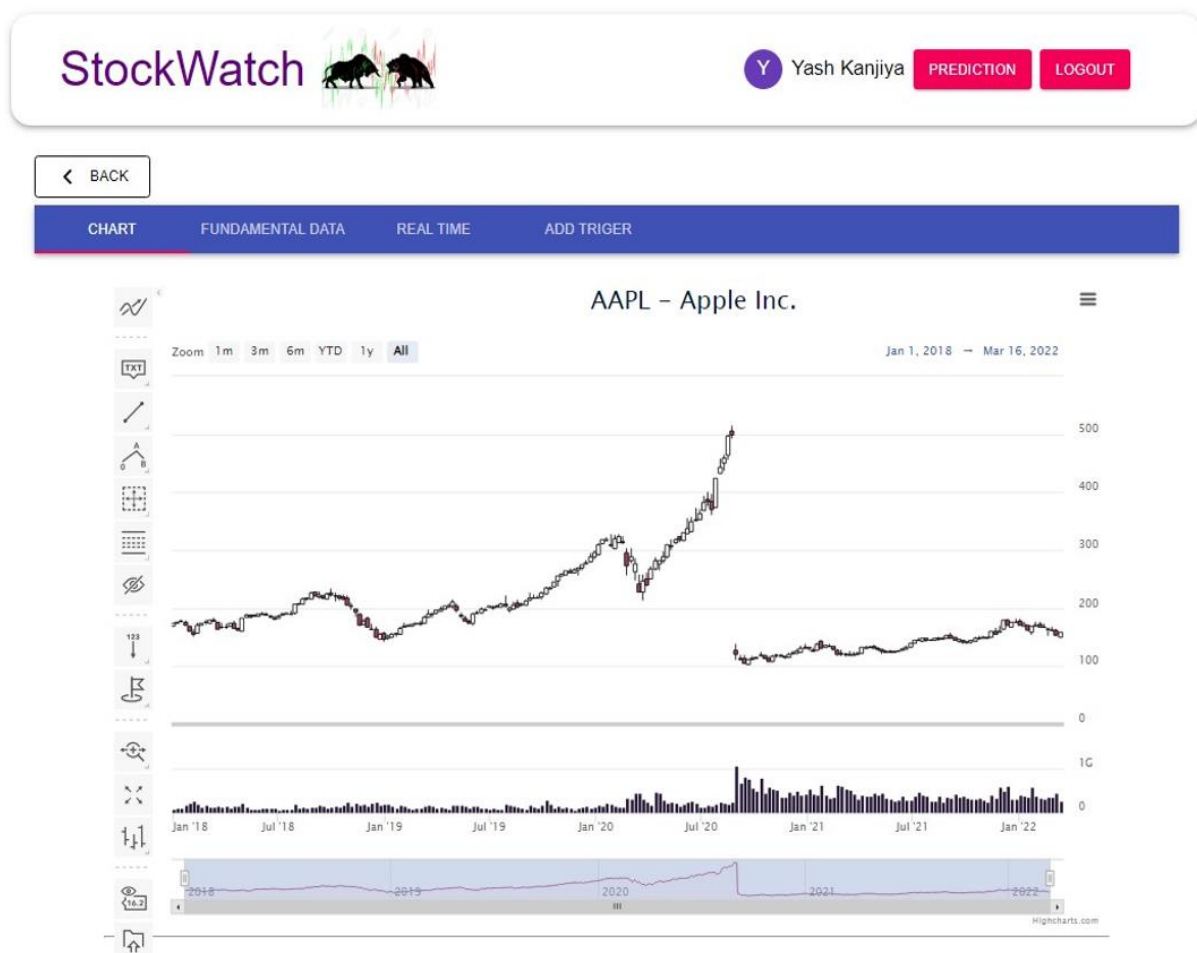 StockWatch
Y Yash Kanjiya PREDICTION LOGOUT
BACK
CHART FUNDAMENTAL DATA REAL TIME ADD TRIGER
AAPL – Apple Inc.
Zoom 1m 3m 6m YTD 1y All Jan 1, 2018 → Mar 16, 2022
TXT
500
A
0 B
400
300
200
123
100
0
1G
0
Jan '18 Jul '18 Jan '19 Jul '19 Jan '20 Jul '20 Jan '21 Jul '21 Jan '22
2018 2019 2020 2021 2022
16.2
Highcharts.com